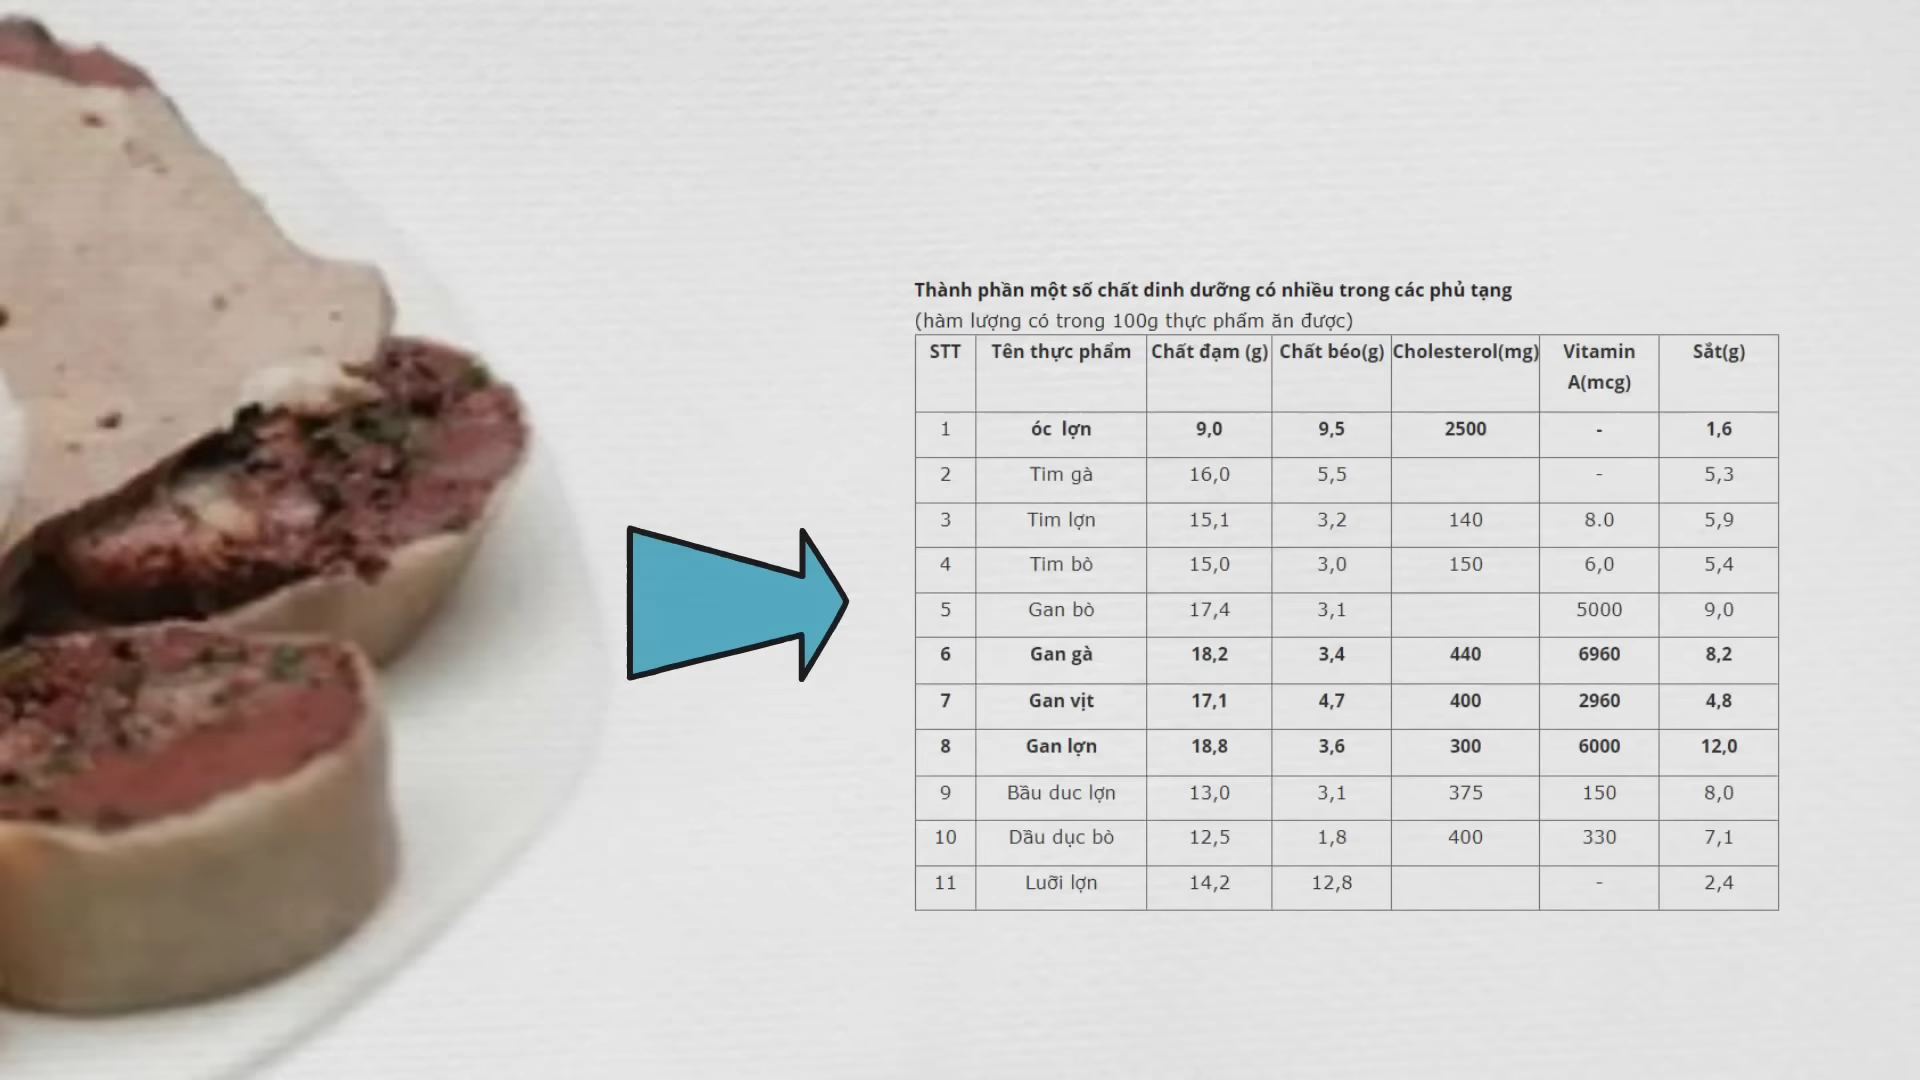 Thành phần một số chất dinh dưỡng có nhiều trong các phủ tạng
(hàm lượng có trong 100g thực phẩm ăn được)
STT Tên thực phẩm Chất đạm (g) Chất béo(g) Cholesterol(mg) Vitamin A(mcg) Sắt(g)
1 óc lợn 9,0 9,5 2500 - 1,6
2 Tim gà 16,0 5,5 - 5,3
3 Tim lợn 15,1 3,2 140 8.0 5,9
4 Tim bò 15,0 3,0 150 6,0 5,4
5 Gan bò 17,4 3,1 5000 9,0
6 Gan gà 18,2 3,4 440 6960 8,2
7 Gan vịt 17,1 4,7 400 2960 4,8
8 Gan lợn 18,8 3,6 300 6000 12,0
9 Bầu duc lợn 13,0 3,1 375 150 8,0
10 Dầu dục bò 12,5 1,8 400 330 7,1
11 Luỡi lợn 14,2 12,8 - 2,4